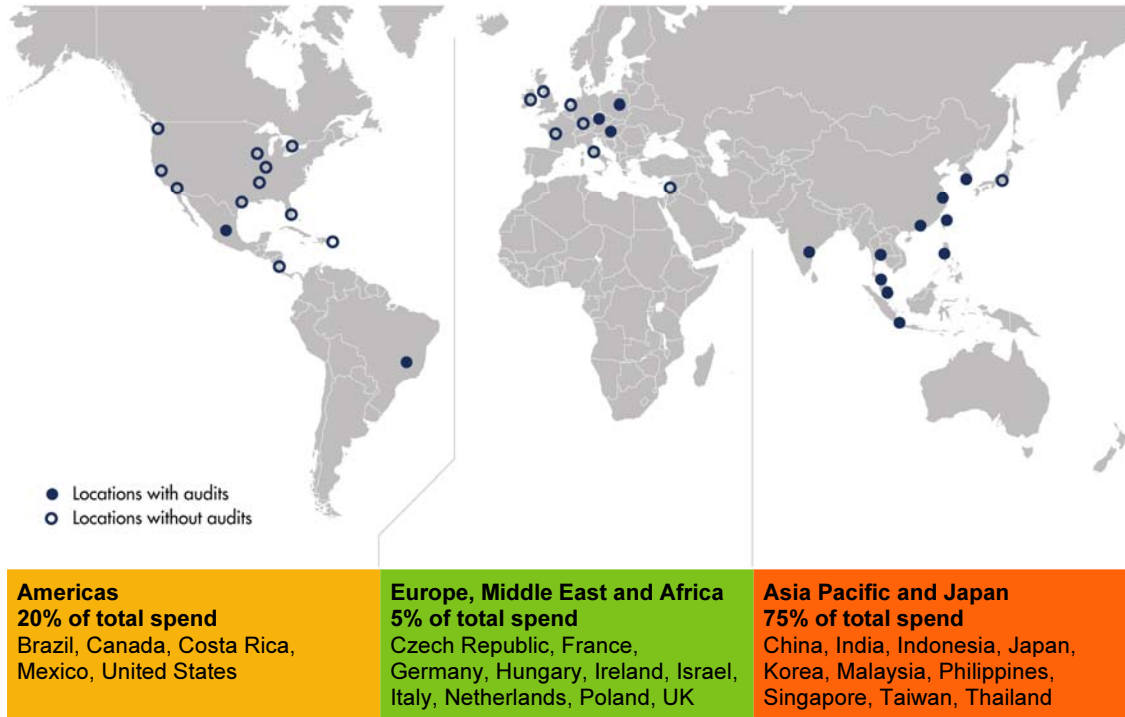 Locations with audits
Locations without audits
Americas
20% of total spend
Brazil, Canada, Costa Rica,
Mexico, United States
Europe, Middle East and Africa
5% of total spend
Czech Republic, France,
Germany, Hungary, Ireland, Israel,
Italy, Netherlands, Poland, UK
Asia Pacific and Japan
75% of total spend
China, India, Indonesia, Japan,
Korea, Malaysia, Philippines,
Singapore, Taiwan, Thailand